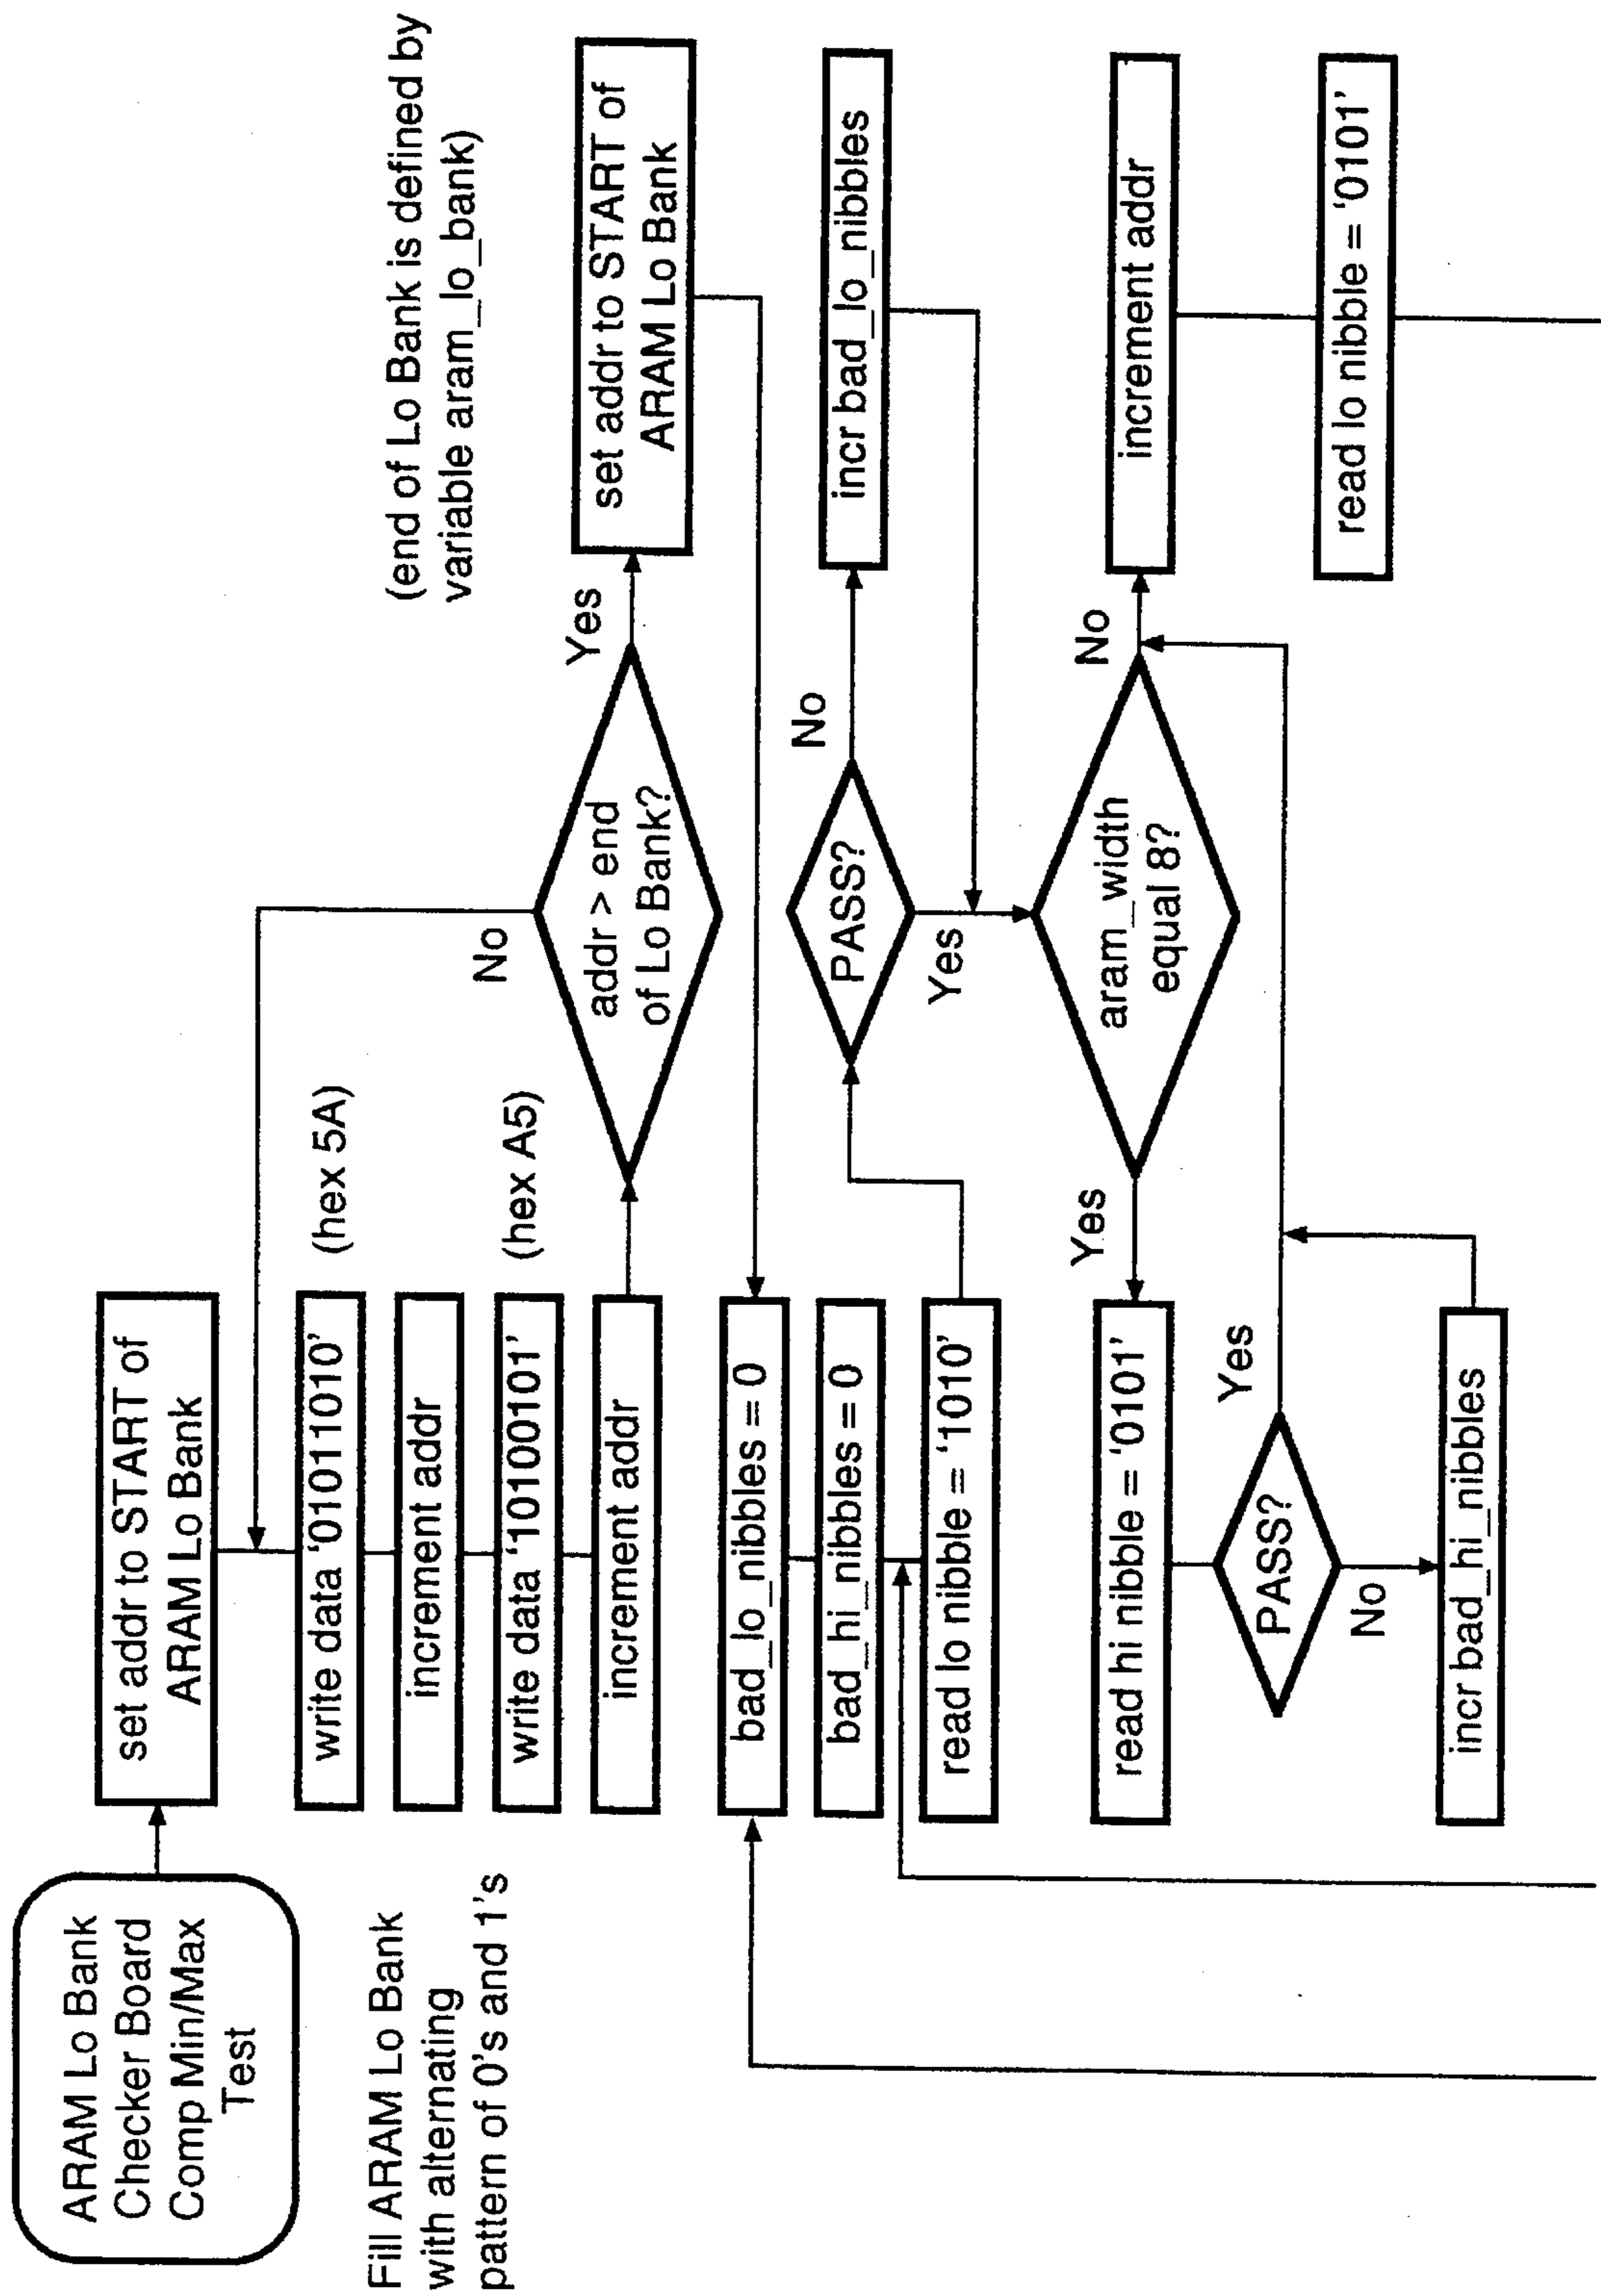 ARAM Lo Bank
Checker Board
Comp Min/Max
Test
set addr to START of
ARAM Lo Bank
Fill ARAM Lo Bank
with alternating
pattern of 0's and 1's
write data ‘01011010’
(hex 5A)
increment addr
write data ‘10100101’
(hex A5)
increment addr
addr > end
of Lo Bank?
No
Yes
(end of Lo Bank is defined by
variable aram_lo_bank)
set addr to START of
ARAM Lo Bank
bad_lo_nibbles = 0
bad_hi_nibbles = 0
read lo nibble = ‘1010’
PASS?
No
incr bad_lo_nibbles
Yes
aram_width
equal 8?
Yes
No
increment addr
read lo nibble = ‘0101’
read hi nibble = ‘0101’
PASS?
Yes
No
incr bad_hi_nibbles